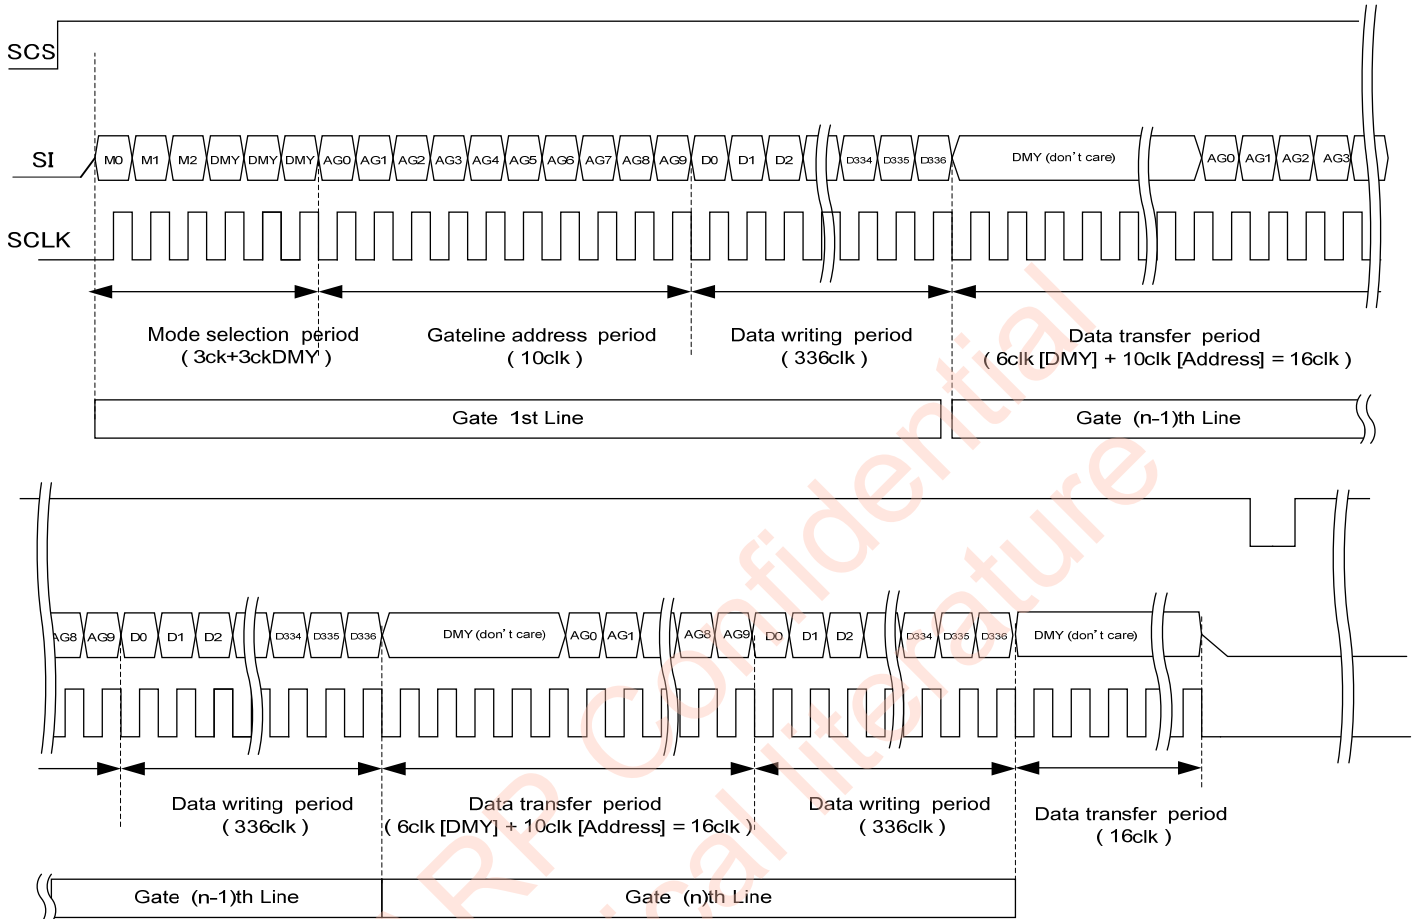 SCS
SI
M0 M1 M2 DMY DMY DMY AG0 AG1 AG2 AG3 AG4 AG5 AG6 AG7 AG8 AG9 D0 D1 D2 D334 D335 D336 DMY (don't care) AG0 AG1 AG2 AG3
SCLK
Mode selection period
( 3ck+3ckDMY )
Gateline address period
( 10clk )
Data writing period
( 336clk )
Data transfer period
( 6clk [DMY] + 10clk [Address] = 16clk )
Gate 1st Line
Gate (n-1)th Line
AG8 AG9 D0 D1 D2 D334 D335 D336 DMY (don't care) AG0 AG1 AG8 AG9 D0 D1 D2 D334 D335 D336 DMY (don't care)
Data writing period
( 336clk )
Data transfer period
( 6clk [DMY] + 10clk [Address] = 16clk )
Data writing period
( 336clk )
Data transfer period
( 16clk )
Gate (n-1)th Line
Gate (n)th Line
RP Confidential
literature